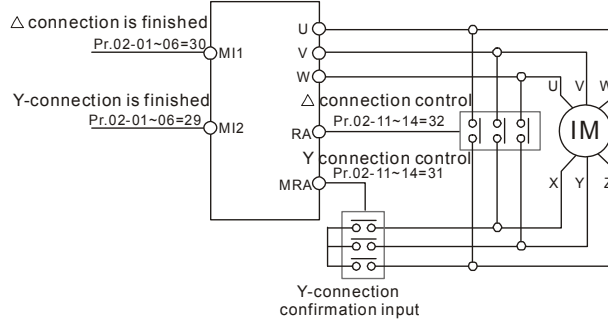 △ connection is finished
Pr.02-01~06=30
MI1
Y-connection is finished
Pr.02-01~06=29
MI2
U
V
W
△ connection control
RA
Pr.02-11~14=32
Y connection control
MRA
Pr.02-11~14=31
U V W
IM
X Y Z
Y-connection
confirmation input